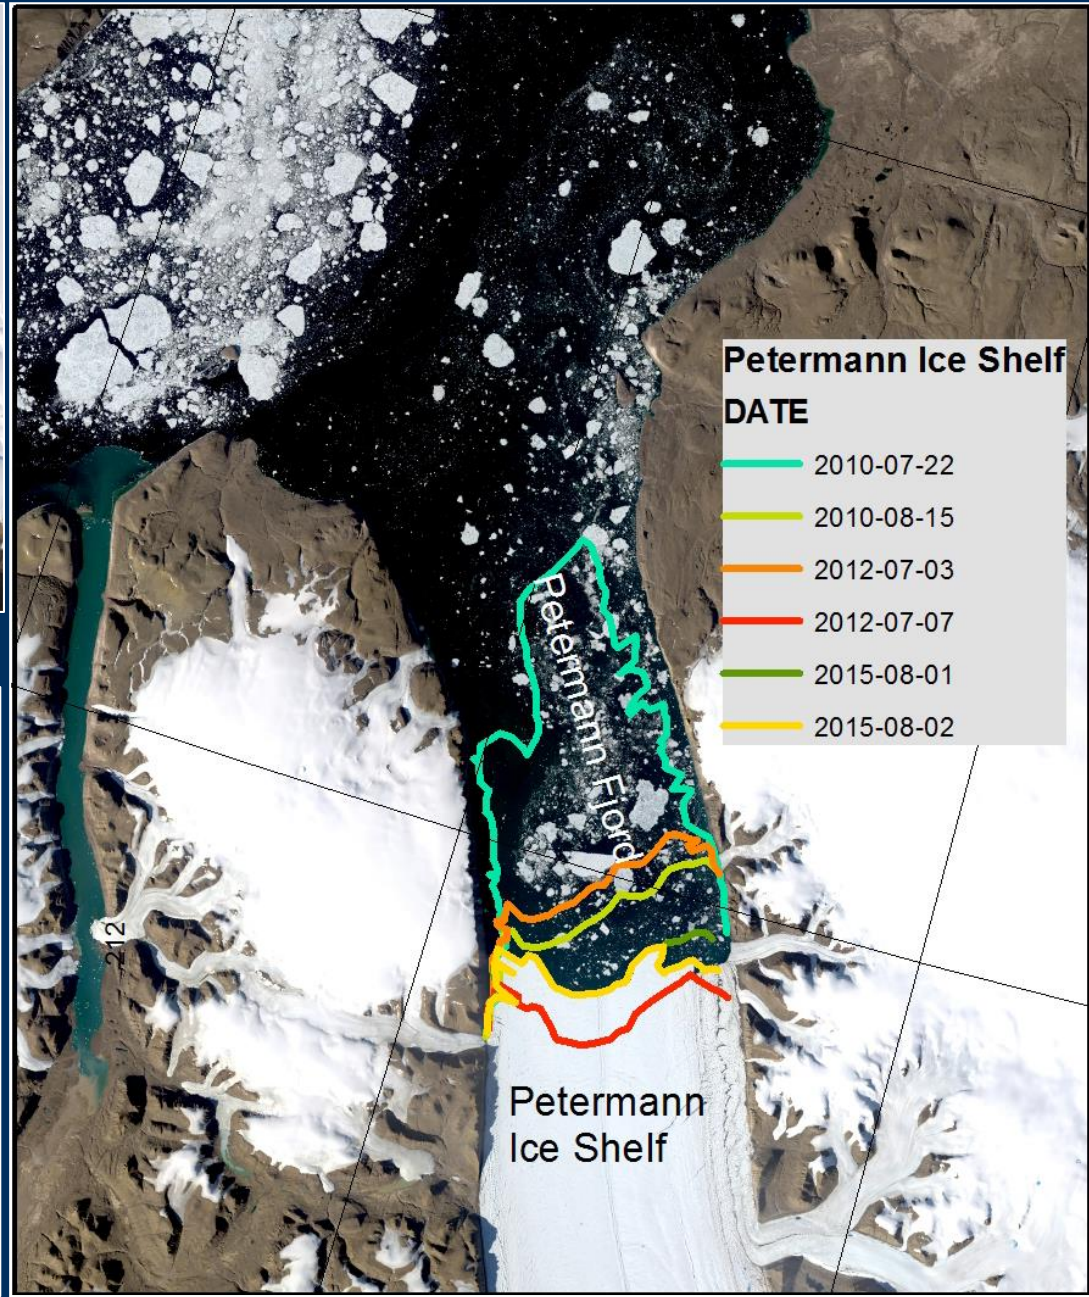 Petermann Ice Shelf
DATE
2010-07-22
2010-08-15
2012-07-03
2012-07-07
2015-08-01
2015-08-02
Petermann Fjord
212
Petermann
Ice Shelf